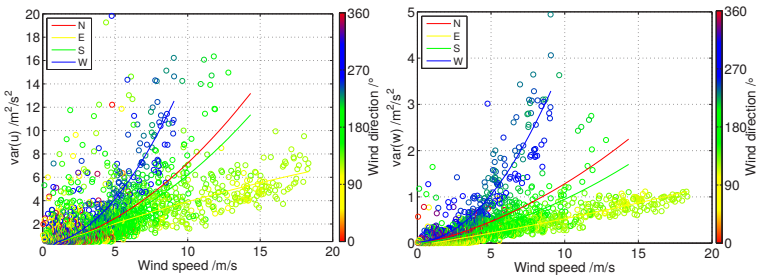 20
18
16
14
12
10
8
6
4
2
var(u) /m²/s²
N
E
S
W
0
5
10
15
20
Wind speed /m/s
360
270
180
90
0
Wind direction /°
5
4
3
2
1
0
var(w) /m²/s²
N
E
S
W
0
5
10
15
20
Wind speed /m/s
360
270
180
90
0
Wind direction /°